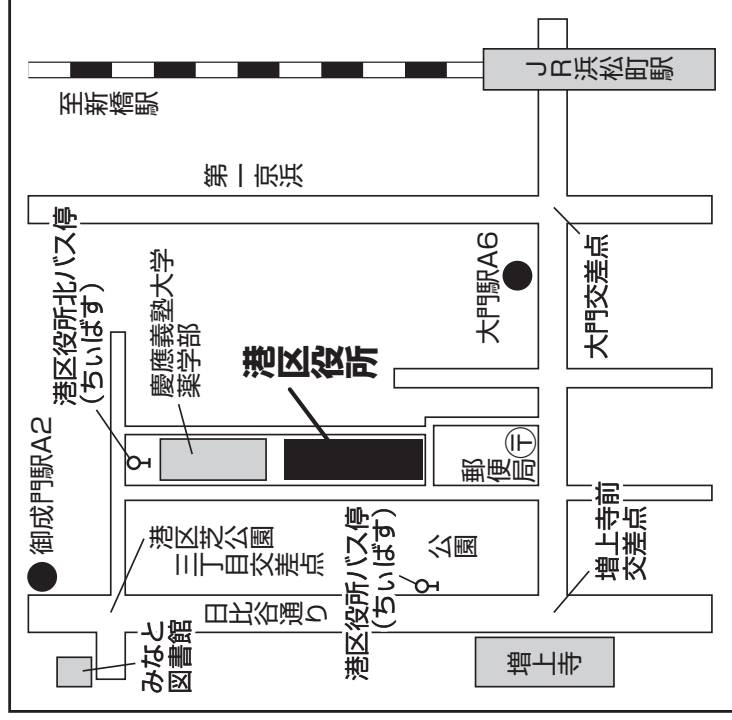 JR浜松町駅
至新橋駅
第一京浜
大門駅A6
大門交差点
港区役所北バス停
(ちぃばす)
慶應義塾大学
薬学部
港区役所
御成門駅A2
郵便局
〒
港区芝公園
三丁目交差点
公園
港区役所バス停
(ちぃばす)
増上寺前
交差点
日比谷通り
みなと
図書館
増上寺